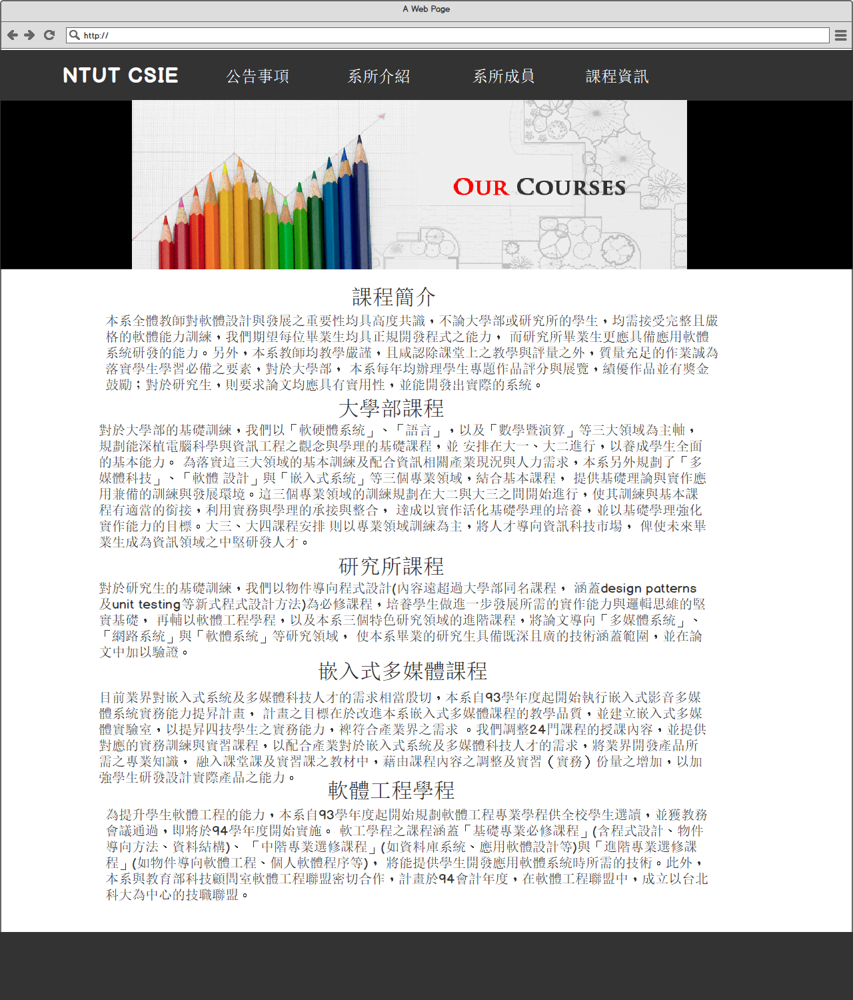 A Web Page
http://
NTUT CSIE 公告事項 系所介紹 系所成員 課程資訊
OUR COURSES
課程簡介
本系全體教師對軟體設計與發展之重要性均具高度共識，不論大學部或研究所的學生，均需接受完整且嚴
格的軟體能力訓練，我們期望每位畢業生均具正規開發程式之能力， 而研究所畢業生更應具備應用軟體
系統研發的能力。另外，本系教師均教學嚴謹，且咸認除課堂上之教學與評量之外，質量充足的作業誠為
落實學生學習必備之要素，對於大學部， 本系每年均辦理學生專題作品評分與展覽，績優作品並有獎金
鼓勵；對於研究生，則要求論文均應具有實用性，並能開發出實際的系統。
大學部課程
對於大學部的基礎訓練，我們以「軟硬體系統」、「語言」，以及「數學暨演算」等三大領域為主軸，
規劃能深植電腦科學與資訊工程之觀念與學理的基礎課程，並 安排在大一、大二進行，以養成學生全面
的基本能力。 為落實這三大領域的基本訓練及配合資訊相關產業現況與人力需求，本系另外規劃了「多
媒體科技」、「軟體 設計」與「嵌入式系統」等三個專業領域，結合基本課程， 提供基礎理論與實作應
用兼備的訓練與發展環境。這三個專業領域的訓練規劃在大二與大三之間開始進行，使其訓練與基本課
程有適當的銜接，利用實務與學理的承接與整合， 達成以實作活化基礎學理的培養，並以基礎學理強化
實作能力的目標。大三、大四課程安排 則以專業領域訓練為主，將人才導向資訊科技市場， 俾使未來畢
業生成為資訊領域之中堅研發人才。
研究所課程
對於研究生的基礎訓練，我們以物件導向程式設計(內容遠超過大學部同名課程， 涵蓋design patterns
及unit testing等新式程式設計方法)為必修課程，培養學生做進一步發展所需的實作能力與邏輯思維的堅
實基礎， 再輔以軟體工程學程，以及本系三個特色研究領域的進階課程，將論文導向「多媒體系統」、
「網路系統」與「軟體系統」等研究領域， 使本系畢業的研究生具備既深且廣的技術涵蓋範圍，並在論
文中加以驗證。
嵌入式多媒體課程
目前業界對嵌入式系統及多媒體科技人才的需求相當殷切，本系自93學年度起開始執行嵌入式影音多媒
體系統實務能力提昇計畫， 計畫之目標在於改進本系嵌入式多媒體課程的教學品質，並建立嵌入式多媒
體實驗室，以提昇四技學生之實務能力，裨符合產業界之需求 。我們調整24門課程的授課內容，並提供
對應的實務訓練與實習課程，以配合產業對於嵌入式系統及多媒體科技人才的需求，將業界開發產品所
需之專業知識， 融入課堂課及實習課之教材中，藉由課程內容之調整及實習（實務）份量之增加，以加
強學生研發設計實際產品之能力。
軟體工程學程
為提升學生軟體工程的能力，本系自93學年度起開始規劃軟體工程專業學程供全校學生選讀，並獲教務
會議通過，即將於94學年度開始實施。 軟工學程之課程涵蓋「基礎專業必修課程」(含程式設計、物件
導向方法、資料結構)、 「中階專業選修課程」(如資料庫系統、應用軟體設計等)與「進階專業選修課
程」(如物件導向軟體工程、個人軟體程序等)， 將能提供學生開發應用軟體系統時所需的技術。此外，
本系與教育部科技顧問室軟體工程聯盟密切合作，計畫於94會計年度，在軟體工程聯盟中，成立以台北
科大為中心的技職聯盟。